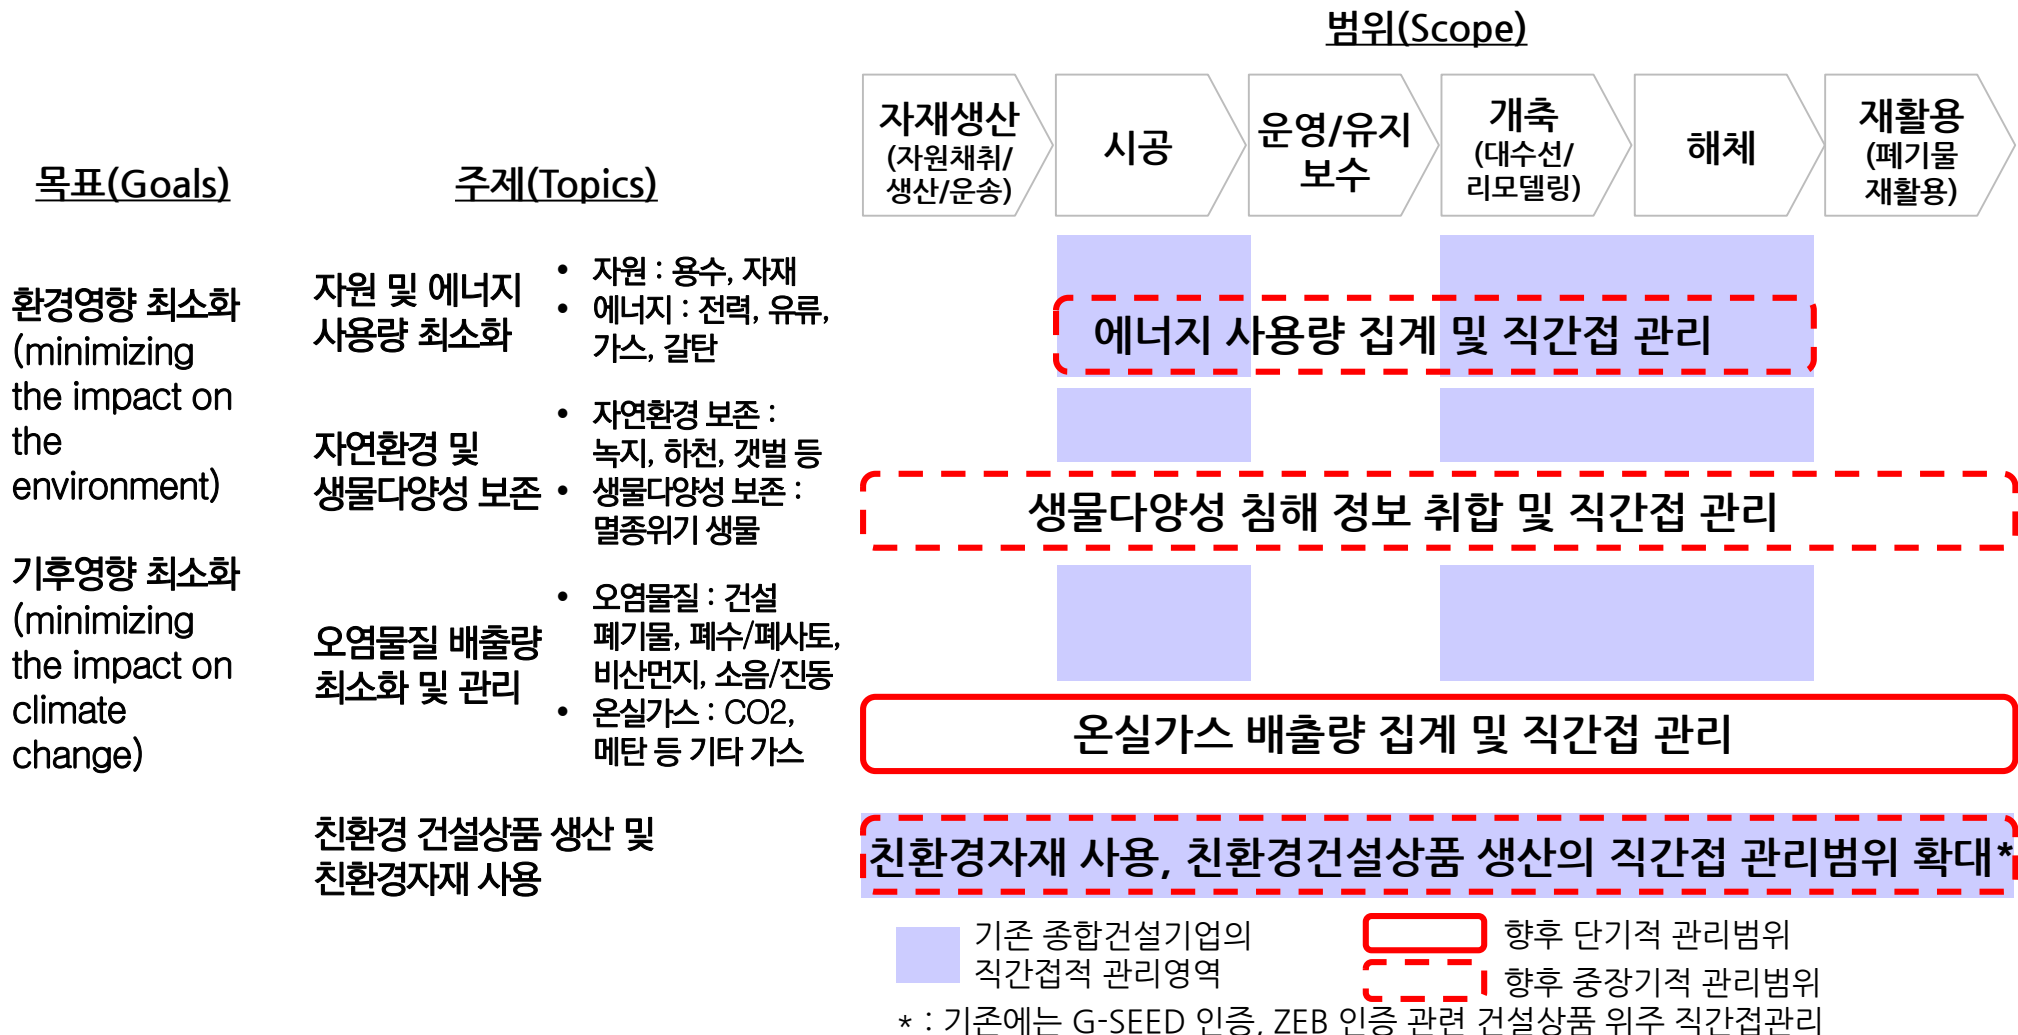 범위(Scope)
자재생산
(자원채취/
생산/운송)
시공
운영/유지
보수
개축
(대수선/
리모델링)
해체
재활용
(폐기물
재활용)
목표(Goals)
주제(Topics)
환경영향 최소화
(minimizing
the impact on
the
environment)
기후영향 최소화
(minimizing
the impact on
climate
change)
자원 및 에너지
사용량 최소화
• 자원 : 용수, 자재
• 에너지 : 전력, 유류,
가스, 갈탄
에너지 사용량 집계 및 직간접 관리
자연환경 및
생물다양성 보존
• 자연환경 보존 :
녹지, 하천, 갯벌 등
• 생물다양성 보존 :
멸종위기 생물
생물다양성 침해 정보 취합 및 직간접 관리
오염물질 배출량
최소화 및 관리
• 오염물질 : 건설
폐기물, 폐수/폐사토,
비산먼지, 소음/진동
• 온실가스 : CO2,
메탄 등 기타 가스
온실가스 배출량 집계 및 직간접 관리
친환경 건설상품 생산 및
친환경자재 사용
친환경자재 사용, 친환경건설상품 생산의 직간접 관리범위 확대*
기존 종합건설기업의
직간접적 관리영역
향후 단기적 관리범위
향후 중장기적 관리범위
* : 기존에는 G-SEED 인증, ZEB 인증 관련 건설상품 위주 직간접관리